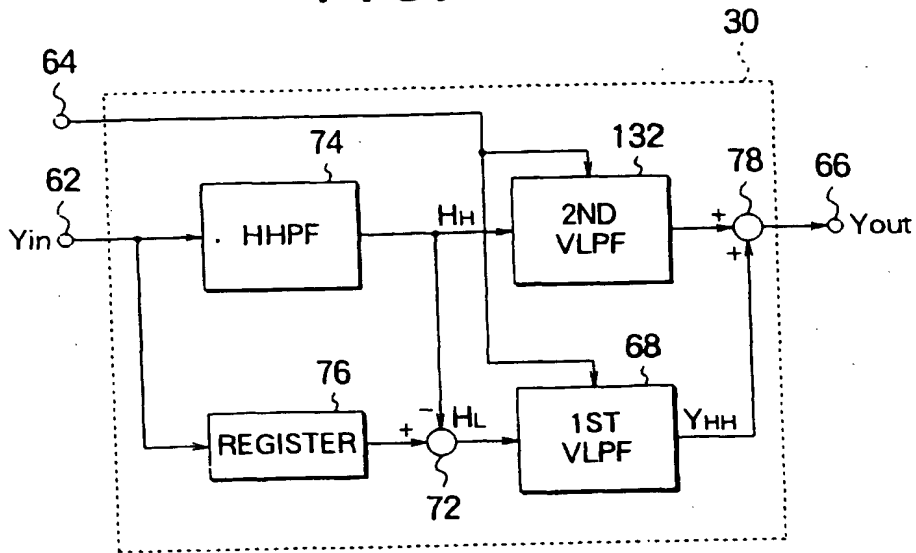 30
64
74
132
78
66
62
Yin
HHPF
HH
2ND
VLPF
+
+
Yout
76
68
REGISTER
+
-
HL
1ST
VLPF
YHH
72